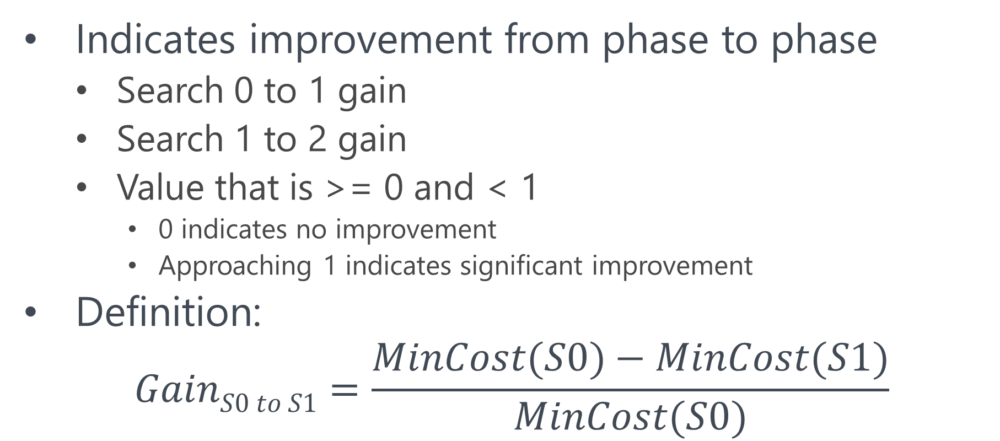 • Indicates improvement from phase to phase
• Search 0 to 1 gain
• Search 1 to 2 gain
• Value that is >= 0 and < 1
• 0 indicates no improvement
• Approaching 1 indicates significant improvement
• Definition:
Gain_{S0 to S1} = \frac{MinCost(S0) − MinCost(S1)}{MinCost(S0)}